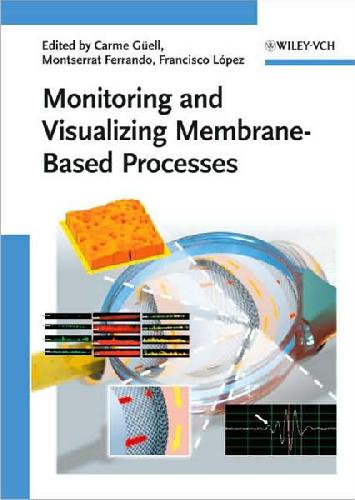 Edited by Carme Güell,
Montserrat Ferrando, Francisco López
WILEY-VCH
Monitoring and
Visualizing Membrane-
Based Processes